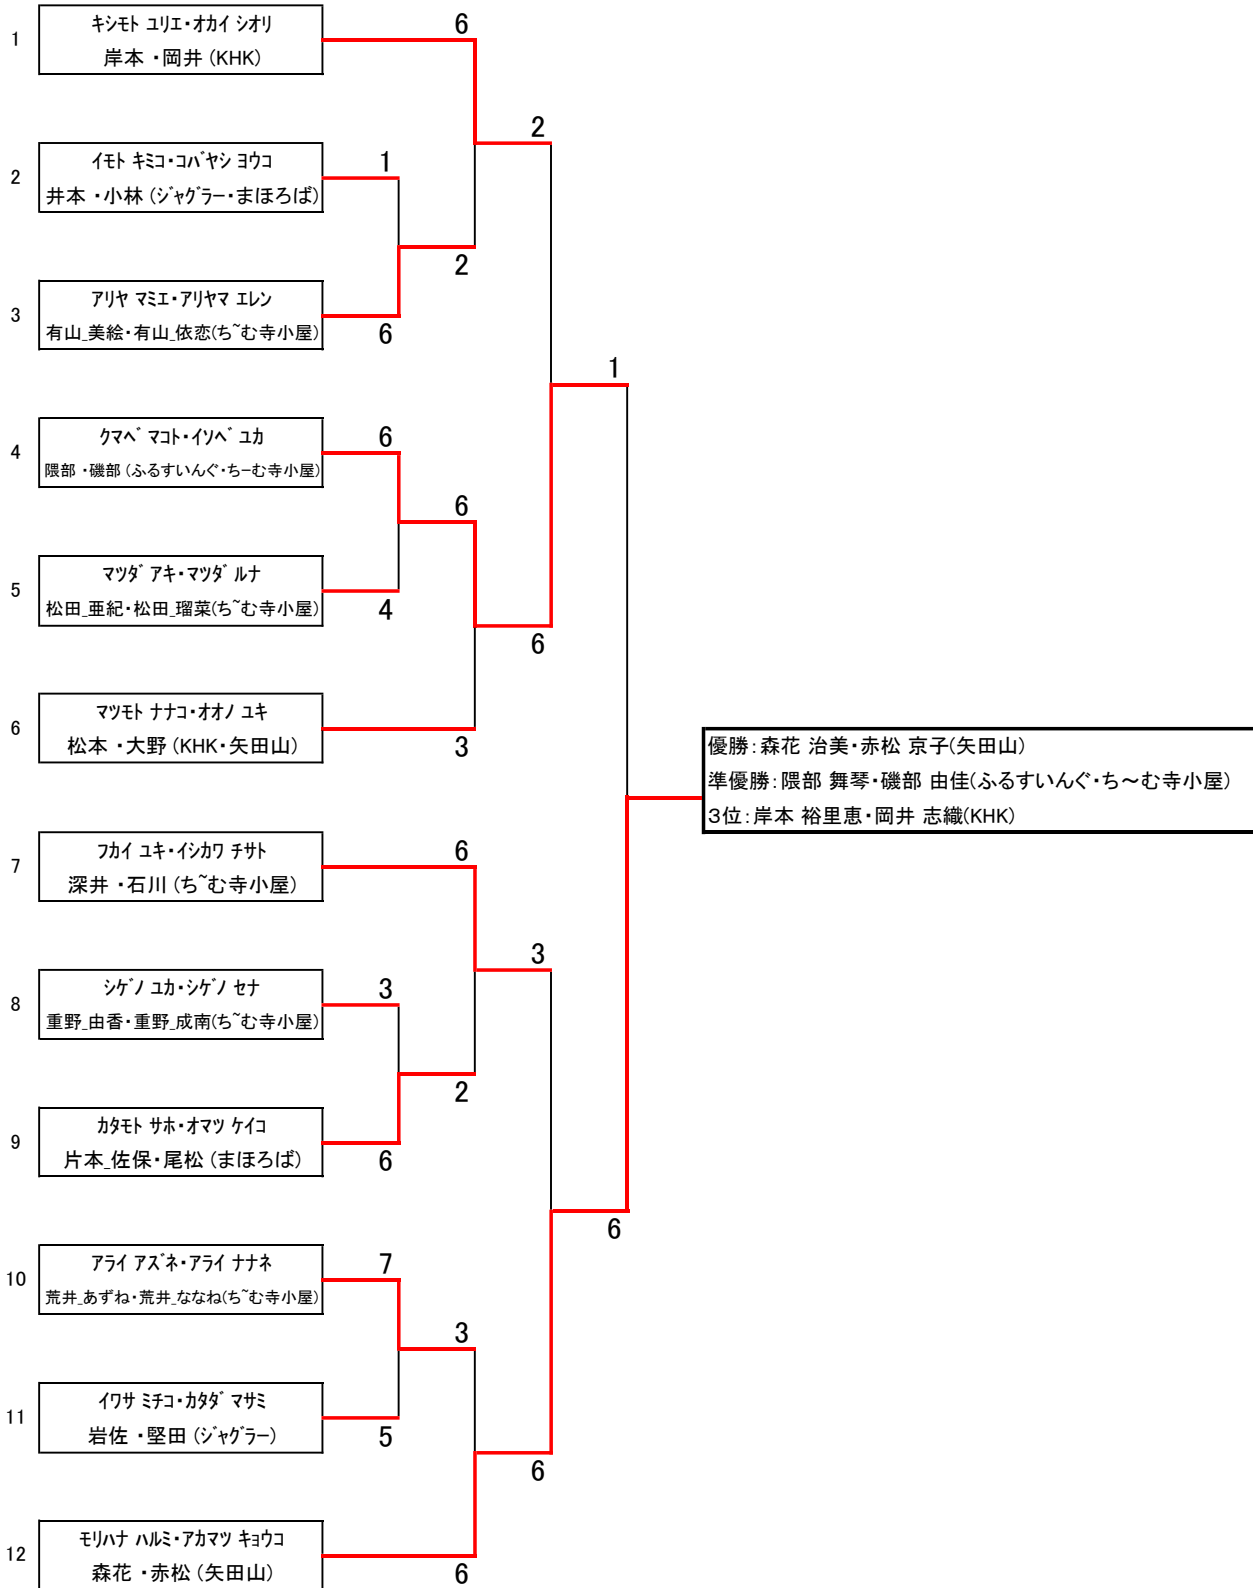 1
キシモト ユリエ・オカイ シオリ
岸本 ・岡井 (KHK)
6
2
2
イモト キミコ・コバヤシ ヨウコ
井本 ・小林 (ジャグラー・まほろば)
1
2
3
アリヤ マミエ・アリヤマ エレン
有山_美絵・有山_依恋(ち~む寺小屋)
6
1
4
クマベ マコト・イソベ ユカ
隈部 ・磯部 (ふるすいんぐ・ちーむ寺小屋)
6
6
5
マツダ アキ・マツダ ルナ
松田_亜紀・松田_瑠菜(ち~む寺小屋)
4
6
6
マツモト ナナコ・オオノ ユキ
松本 ・大野 (KHK・矢田山)
3
優勝:森花 治美・赤松 京子(矢田山)
準優勝:隈部 舞琴・磯部 由佳(ふるすいんぐ・ち～む寺小屋)
3位:岸本 裕里恵・岡井 志織(KHK)
7
フカイ ユキ・イシカワ チサト
深井 ・石川 (ち~む寺小屋)
6
3
8
シゲノ ユカ・シゲノ セナ
重野_由香・重野_成南(ち~む寺小屋)
3
2
9
カタモト サホ・オマツ ケイコ
片本_佐保・尾松 (まほろば)
6
6
10
アライ アズネ・アライ ナナネ
荒井_あずね・荒井_ななね(ち~む寺小屋)
7
3
11
イワサ ミチコ・カタダ マサミ
岩佐 ・堅田 (ジャグラー)
5
6
12
モリハナ ハルミ・アカマツ キョウコ
森花 ・赤松 (矢田山)
6